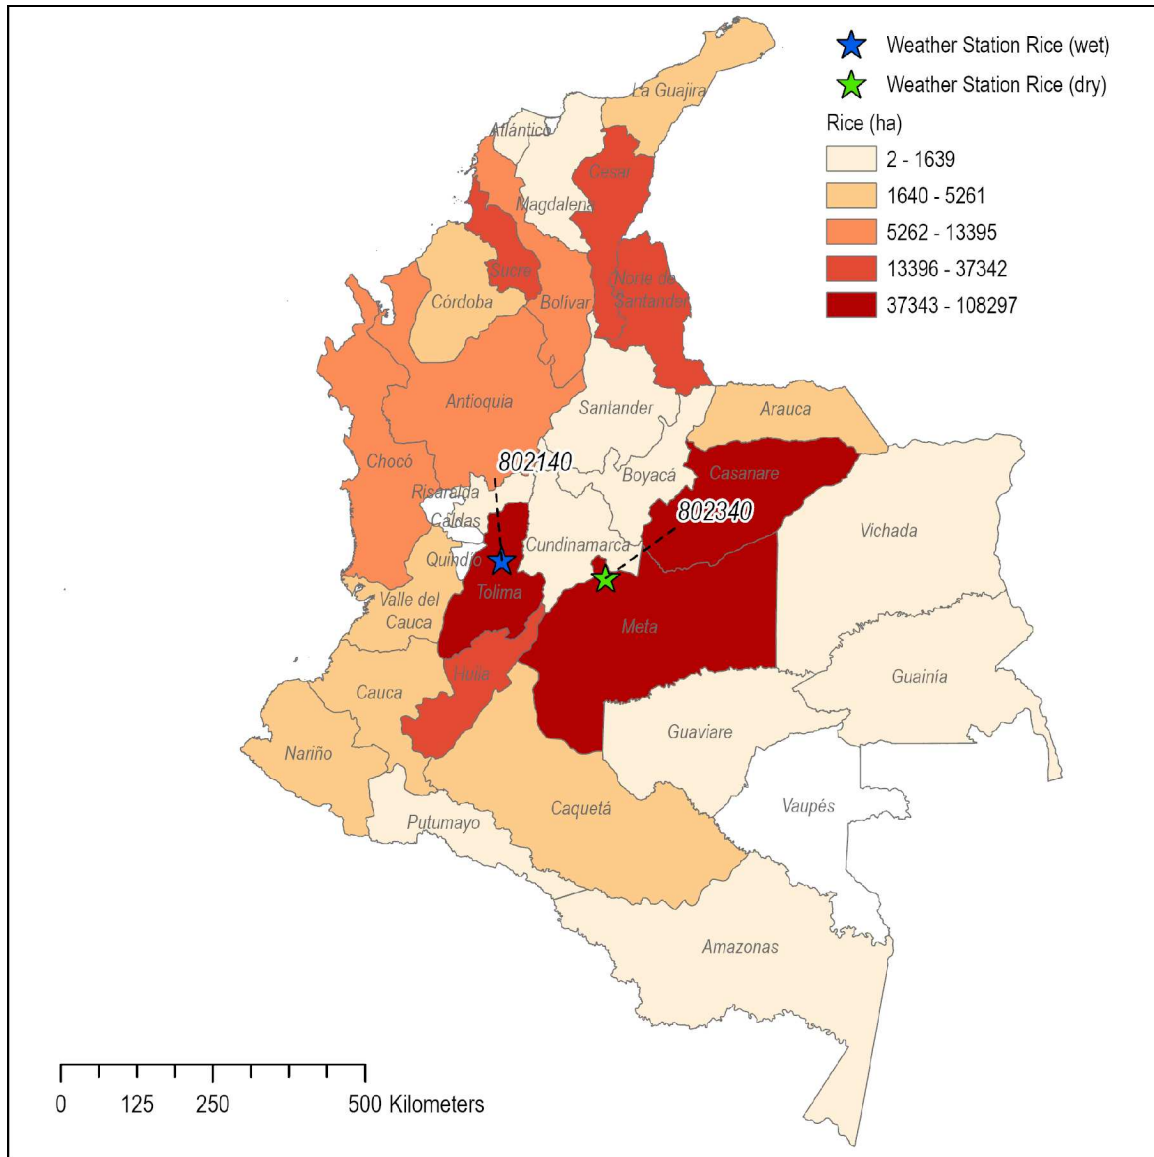 Weather Station Rice (wet)
Weather Station Rice (dry)
Rice (ha)
2 - 1639
1640 - 5261
5262 - 13395
13396 - 37342
37343 - 108297
La Guajira
Atlántico
Cesar
Magdalena
Sucre
Norte de
Santander
Córdoba
Bolívar
Antioquia
Santander
Arauca
Chocó
802140
Boyacá
Casanare
Risaralda
802340
Caldas
Vichada
Cundinamarca
Quindío
Tolima
Valle del
Cauca
Meta
Huila
Guainía
Cauca
Guaviare
Nariño
Caquetá
Vaupés
Putumayo
Amazonas
0 125 250 500 Kilometers